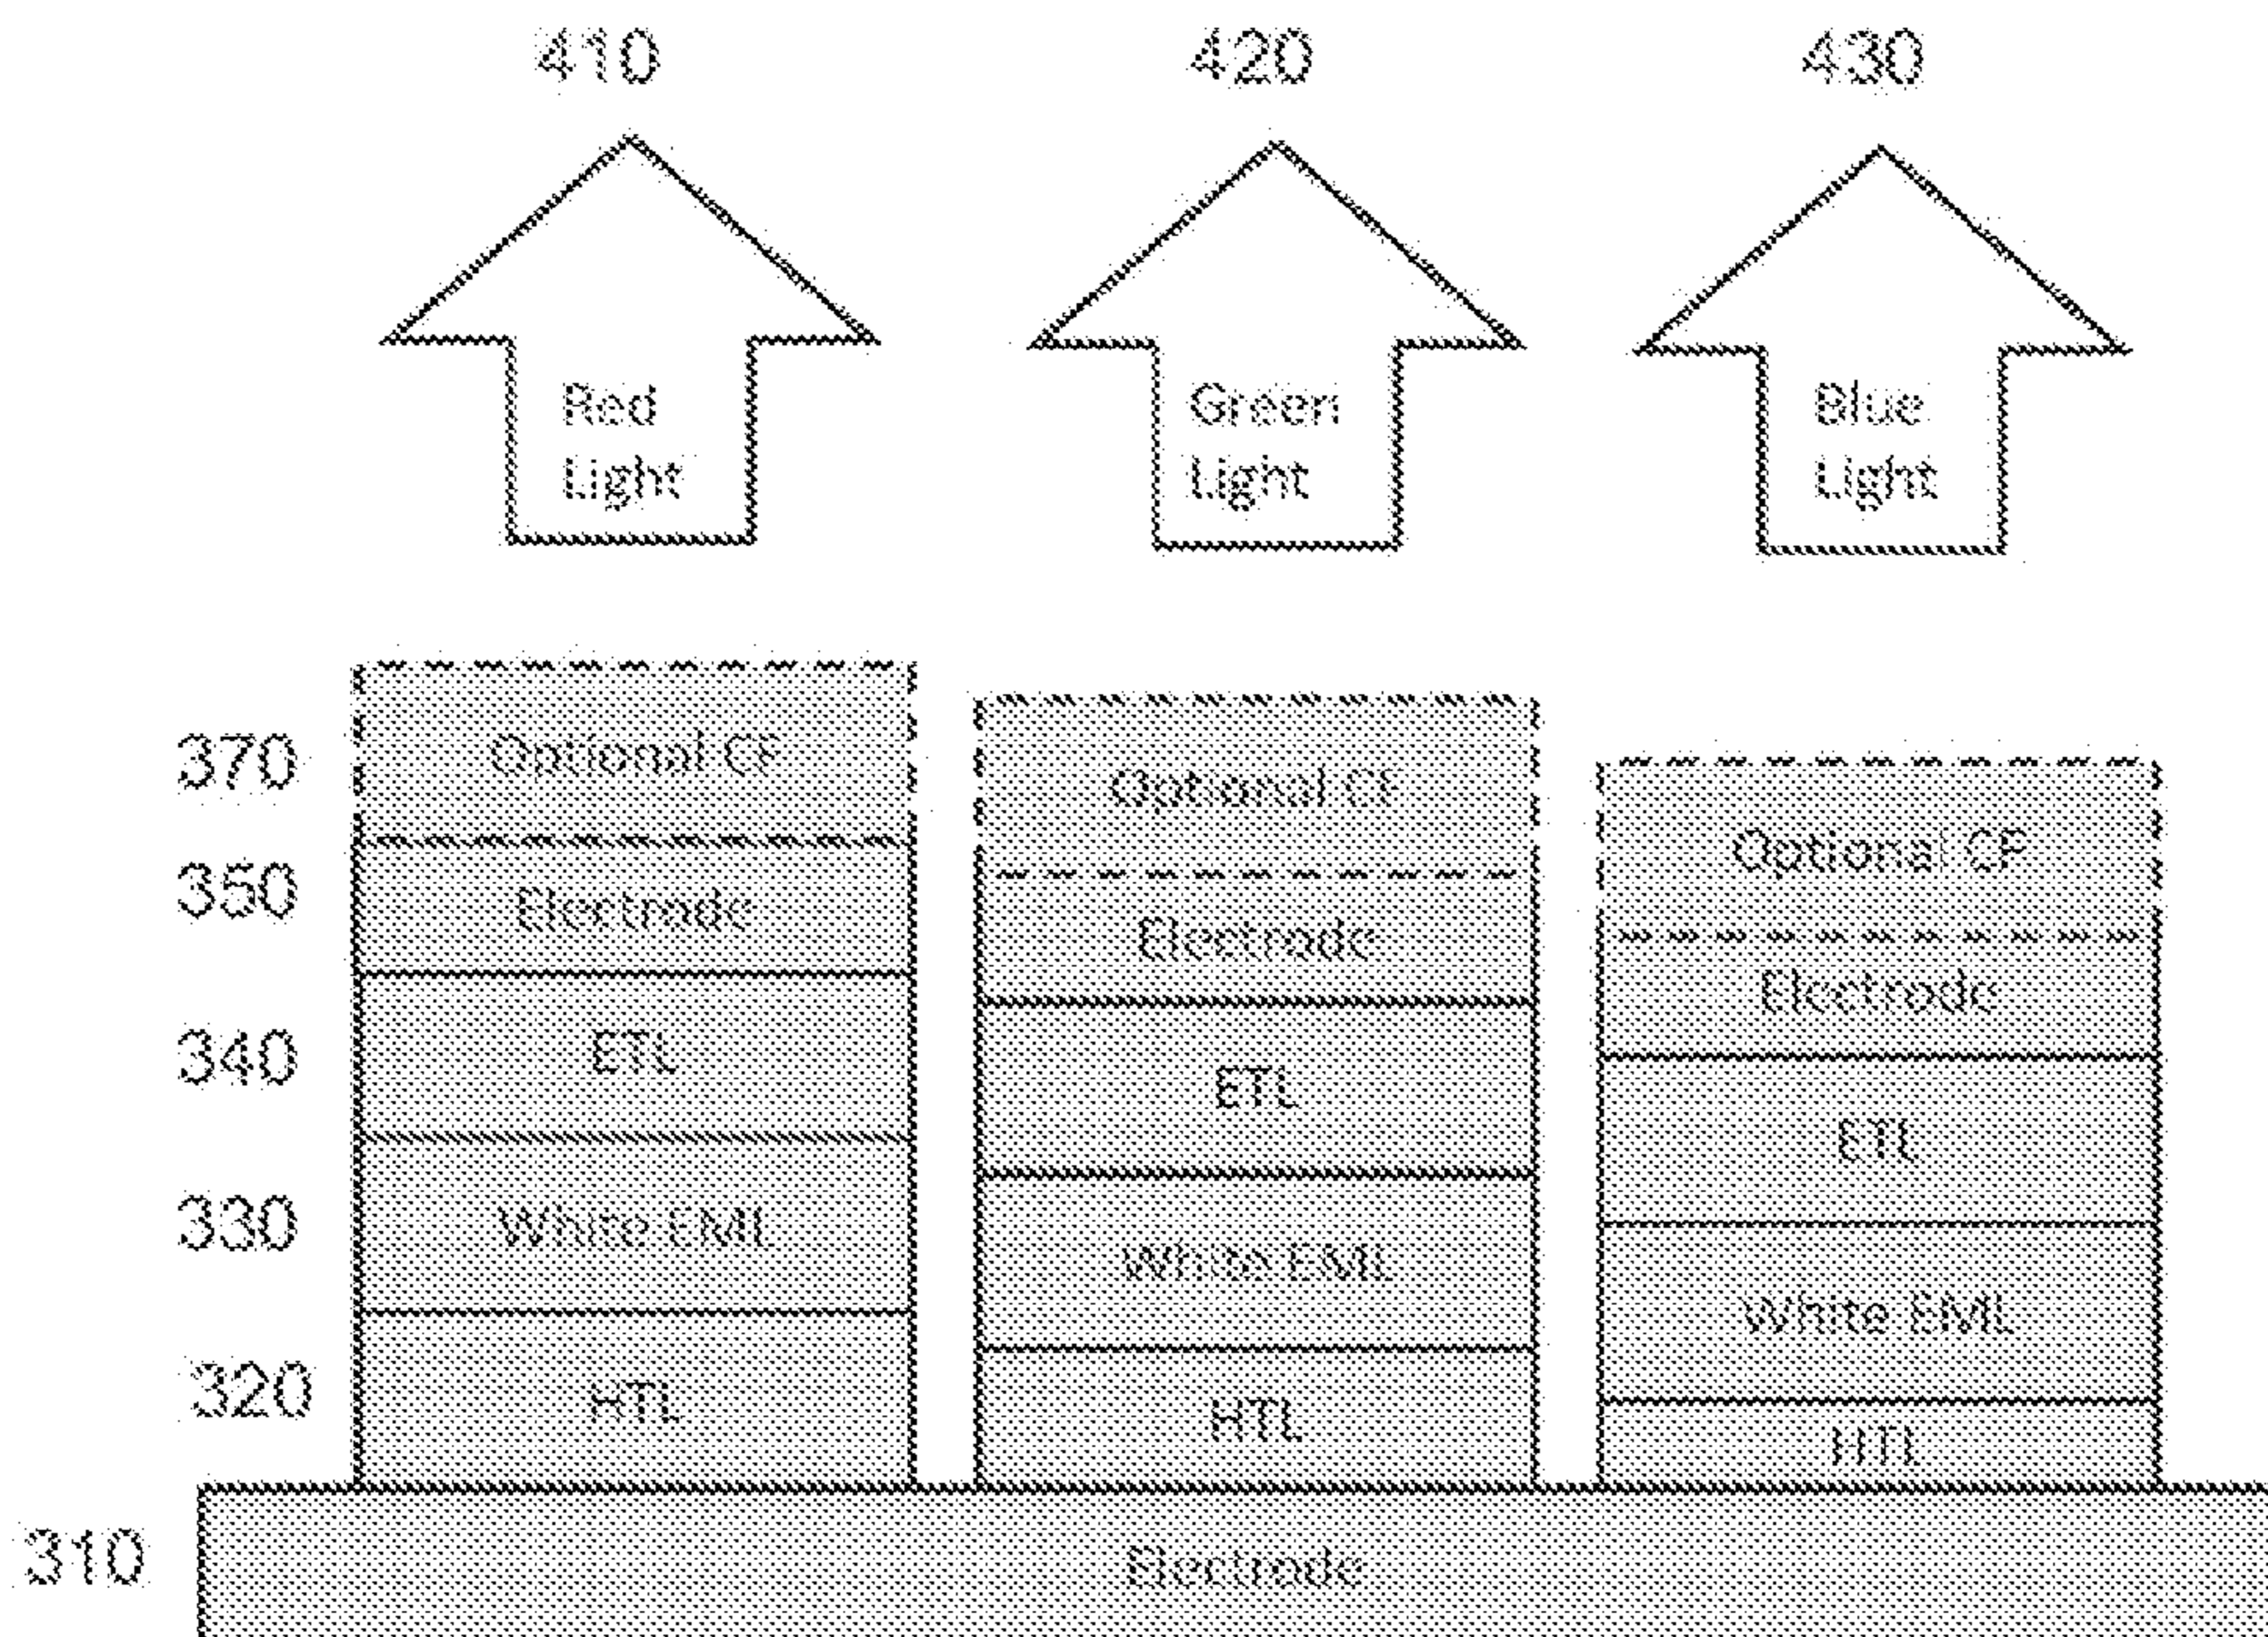 410 420 430
Red Green Blue
Light Light Light
370 Optional CF Optional CF Optional CF
350 Electrode Electrode Electrode
340 ETL ETL ETL
330 White EML White EML White EML
320 HTL HTL HTL
310 Electrode